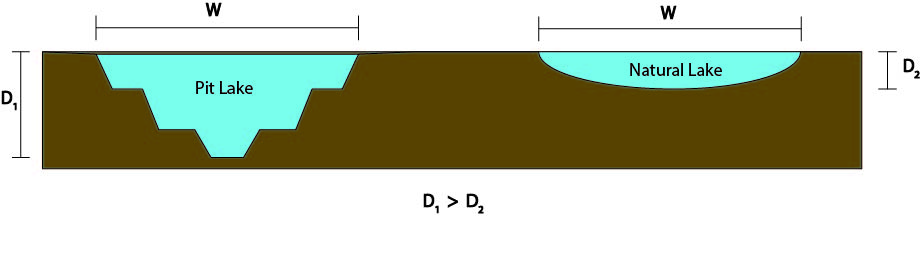 W
W
Pit Lake
Natural Lake
D₁
D₂
D₁ > D₂